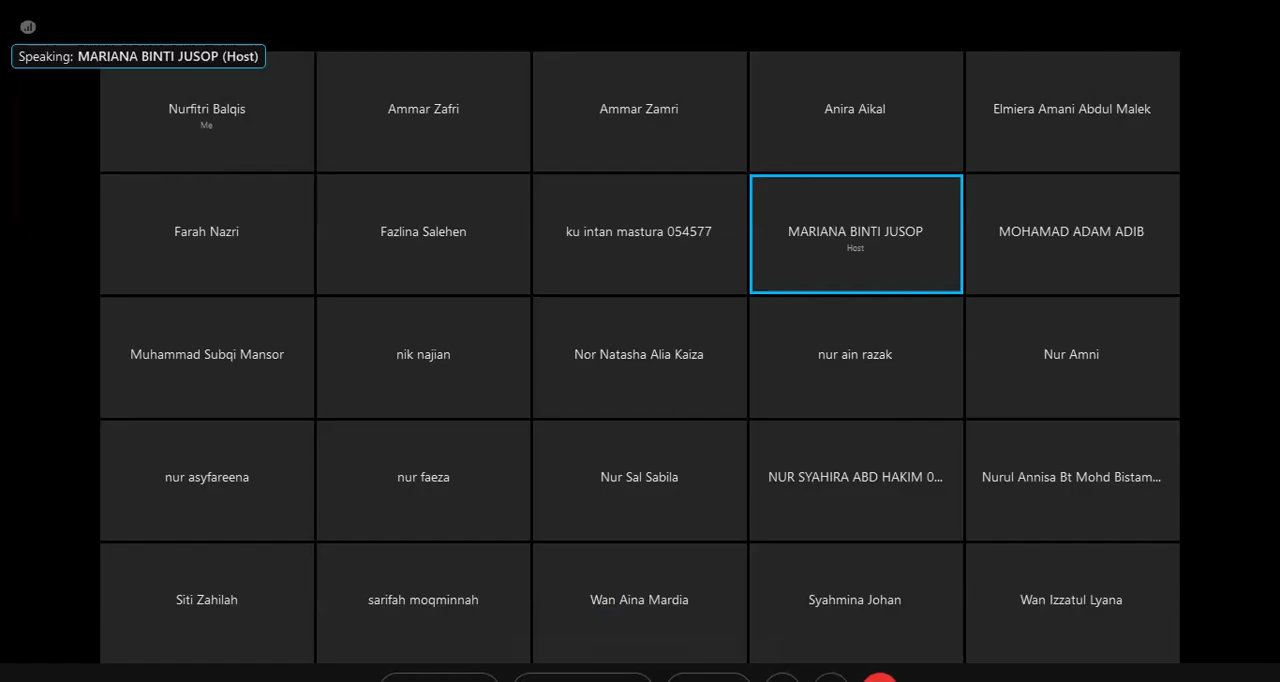 Speaking: MARIANA BINTI JUSOP (Host)
Nurfitri Balqis
Me
Ammar Zafri
Ammar Zamri
Anira Aikal
Elmiera Amani Abdul Malek
Farah Nazri
Fazlina Salehen
ku intan mastura 054577
MARIANA BINTI JUSOP
Host
MOHAMAD ADAM ADIB
Muhammad Subqi Mansor
nik najian
Nor Natasha Alia Kaiza
nur ain razak
Nur Amni
nur asyfareena
nur faeza
Nur Sal Sabila
NUR SYAHIRA ABD HAKIM 0...
Nurul Annisa Bt Mohd Bistam...
Siti Zahilah
sarifah moqminnah
Wan Aina Mardia
Syahmina Johan
Wan Izzatul Lyana